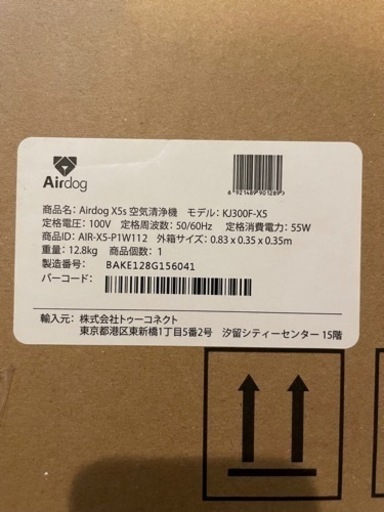 Airdog
6 921489 901289
商品名: Airdog X5s 空気清浄機 モデル: KJ300F-X5
定格電圧: 100V 定格周波数: 50/60Hz 定格消費電力: 55W
商品ID: AIR-X5-P1W112 外箱サイズ: 0.83 x 0.35 x 0.35m
重量: 12.8kg 商品個数: 1
製造番号: BAKE128G156041
バーコード:
輸入元: 株式会社トゥーコネクト
東京都港区東新橋1丁目5番2号 汐留シティーセンター 15階